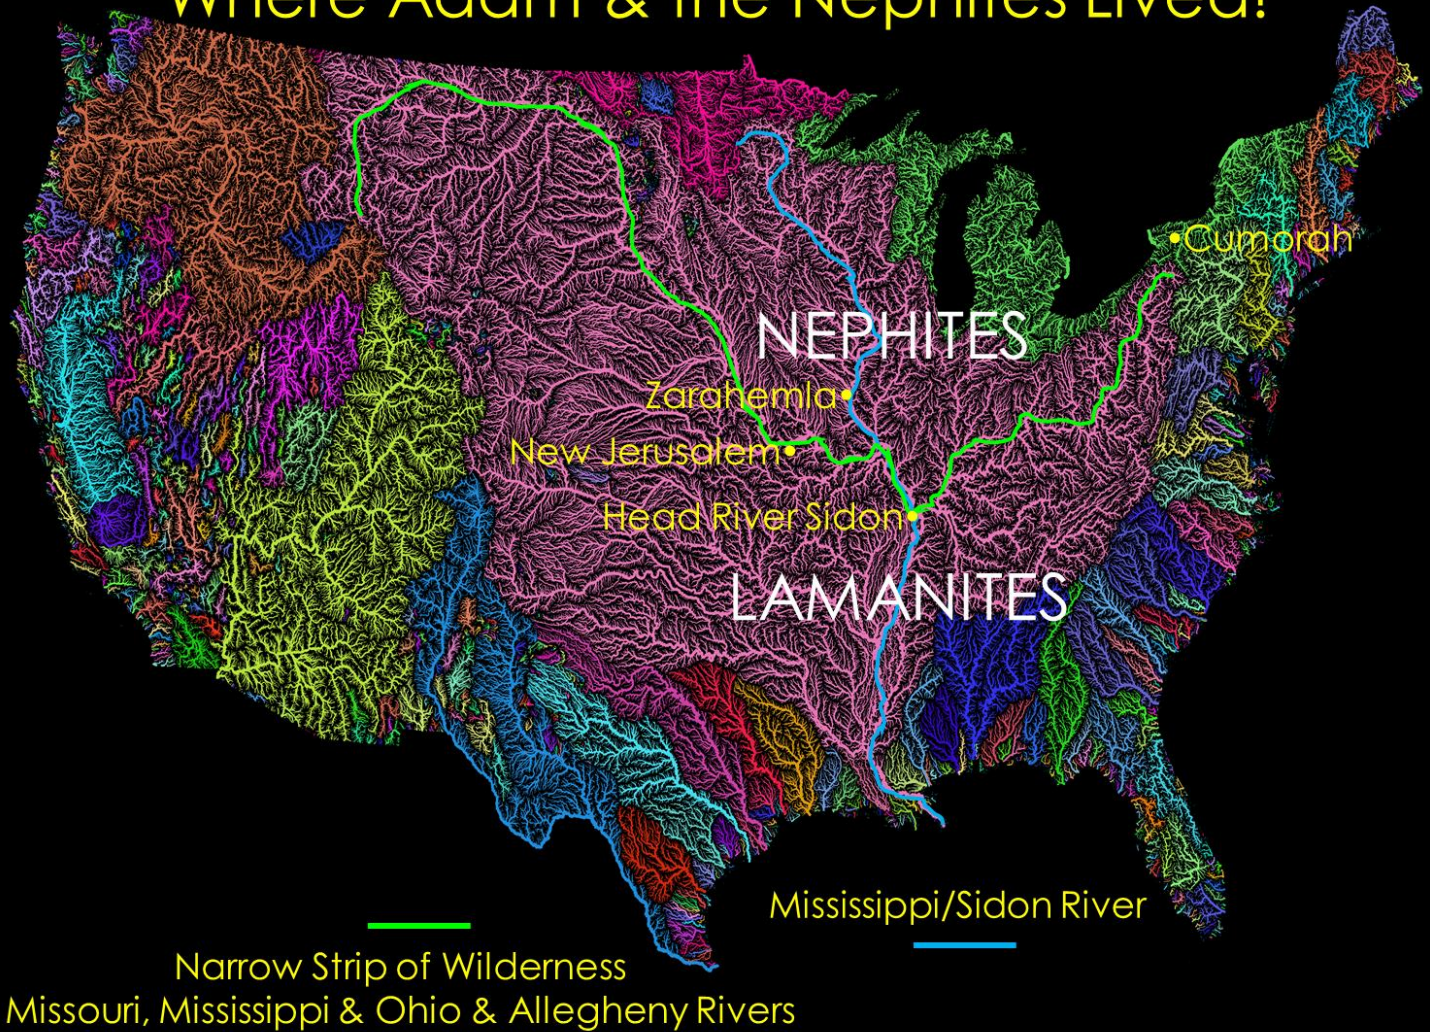 Where Adam & the Nephites Lived!
Cumorah
NEPHITES
Zarahemla
New Jerusalem
Head River Sidon
LAMANITES
Mississippi/Sidon River
Narrow Strip of Wilderness
Missouri, Mississippi & Ohio & Allegheny Rivers